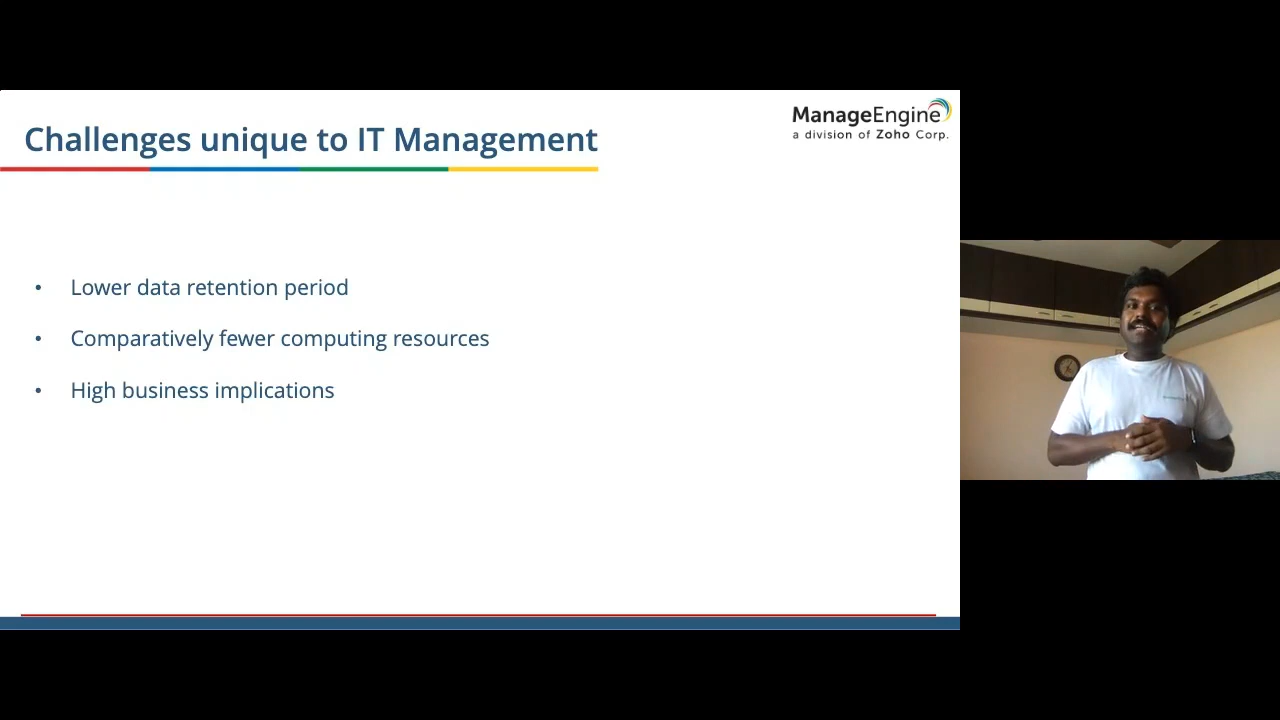 Challenges unique to IT Management
ManageEngine
a division of Zoho Corp.
• Lower data retention period
• Comparatively fewer computing resources
• High business implications